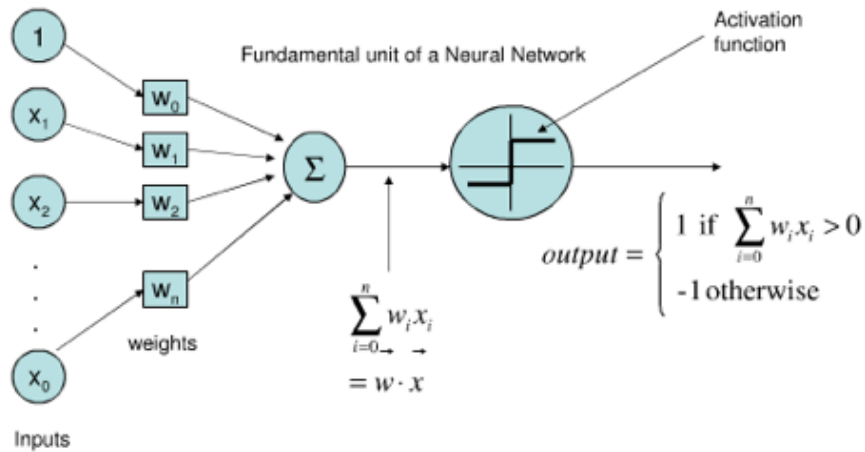 Fundamental unit of a Neural Network
Activation
function
1
x₁
x₂
.
.
.
x₀
Inputs
w₀
w₁
w₂
wₙ
weights
Σ
n
∑ wᵢxᵢ
i=0
= w⃗ · x⃗
output = { 1 if ∑ᵢ₌₀ⁿ wᵢxᵢ > 0
-1 otherwise